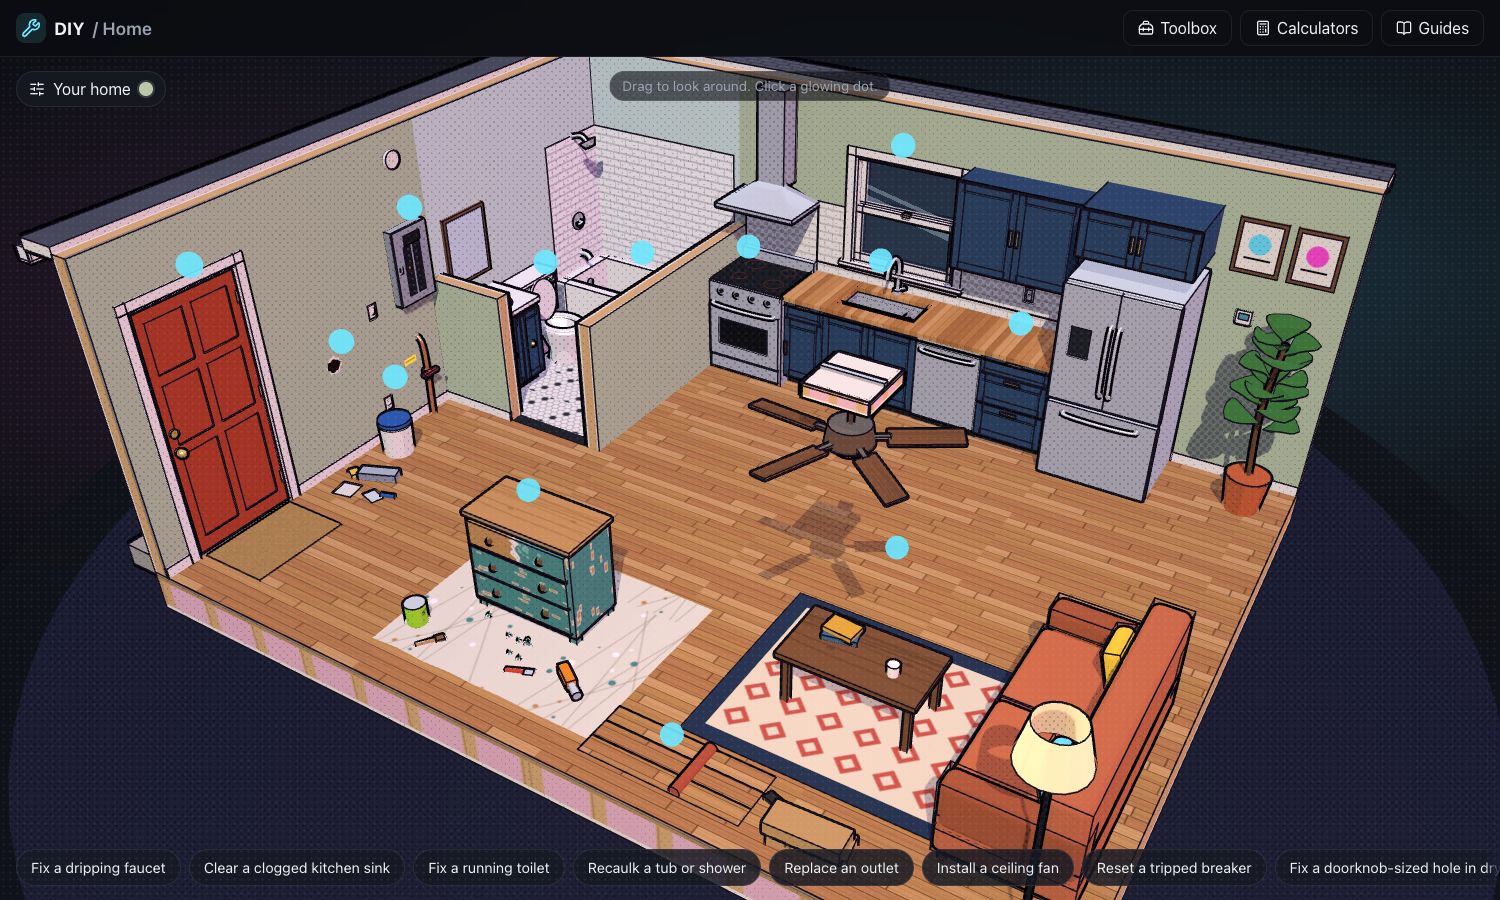 DIY / Home
Toolbox
Calculators
Guides
Your home
Drag to look around. Click a glowing dot.
Fix a dripping faucet
Clear a clogged kitchen sink
Fix a running toilet
Recaulk a tub or shower
Replace an outlet
Install a ceiling fan
Reset a tripped breaker
Fix a doorknob-sized hole in